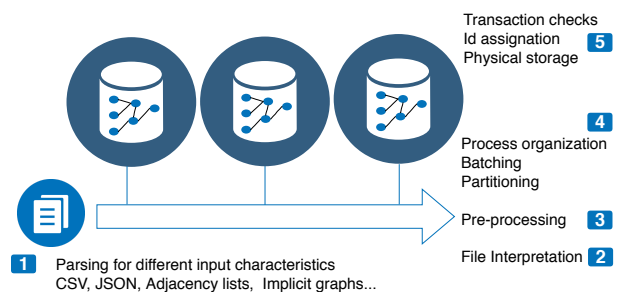 Transaction checks
Id assignation
5
Physical storage
4
Process organization
Batching
Partitioning
Pre-processing 3
File Interpretation 2
1 Parsing for different input characteristics
CSV, JSON, Adjacency lists, Implicit graphs...